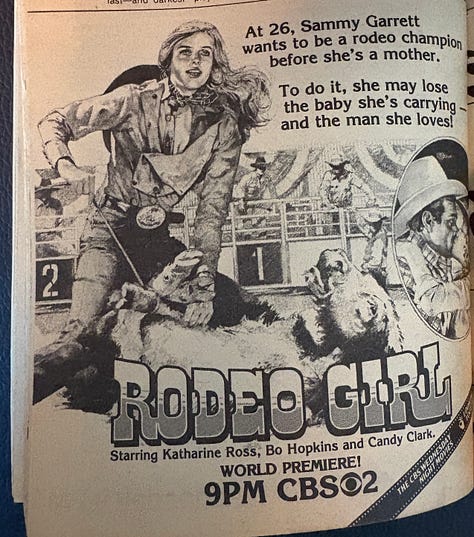 At 26, Sammy Garrett
wants to be a rodeo champion
before she's a mother.
To do it, she may lose
the baby she's carrying—
and the man she loves!
2
1
RODEO GIRL
Starring Katharine Ross, Bo Hopkins and Candy Clark.
WORLD PREMIERE!
9PM CBS 2
THE CBS WEDNESDAY
NIGHT MOVIES